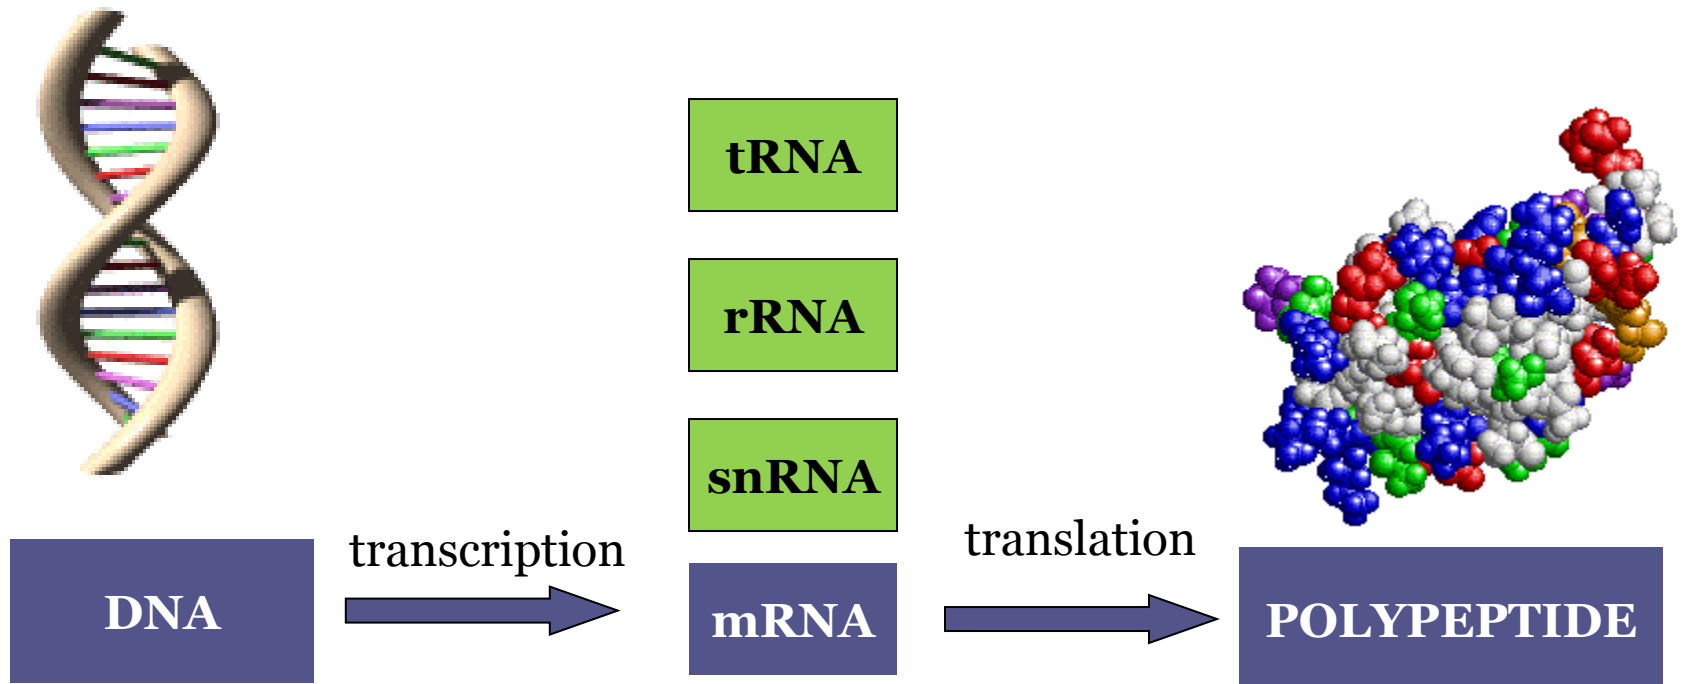 tRNA
rRNA
snRNA
transcription
translation
DNA
mRNA
POLYPEPTIDE